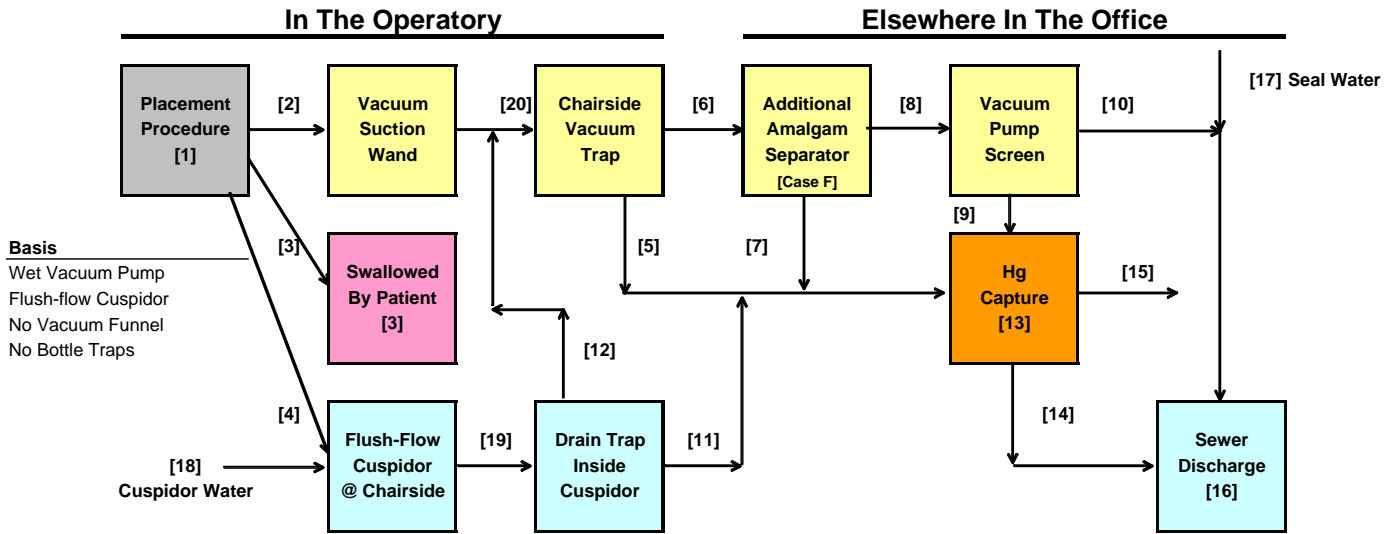 In The Operatory
Elsewhere In The Office
Placement
Procedure
[1]
[2]
Vacuum
Suction
Wand
[20]
Chairside
Vacuum
Trap
[6]
Additional
Amalgam
Separator
[Case F]
[8]
Vacuum
Pump
Screen
[10]
[17] Seal Water
Basis
Wet Vacuum Pump
Flush-flow Cuspidor
No Vacuum Funnel
No Bottle Traps
[3]
Swallowed
By Patient
[3]
[5]
[7]
[9]
Hg
Capture
[13]
[15]
[12]
[4]
[18]
Cuspidor Water
Flush-Flow
Cuspidor
@ Chairside
[19]
Drain Trap
Inside
Cuspidor
[11]
[14]
Sewer
Discharge
[16]